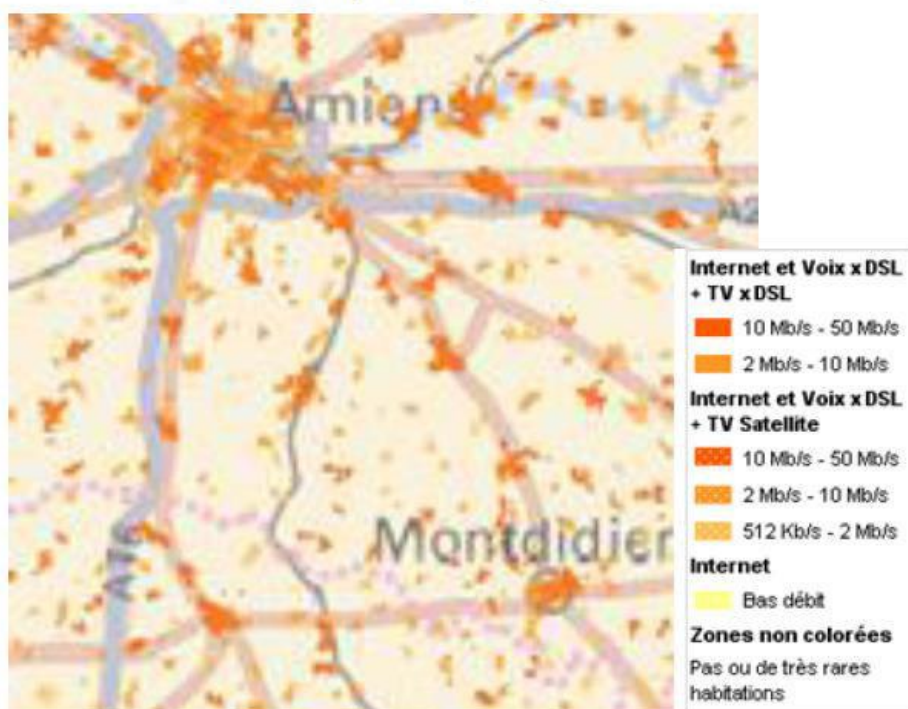 Amiens
A2
Internet et Voix x DSL
+ TV x DSL
10 Mb/s - 50 Mb/s
2 Mb/s - 10 Mb/s
Internet et Voix x DSL
+ TV Satellite
10 Mb/s - 50 Mb/s
2 Mb/s - 10 Mb/s
512 Kb/s - 2 Mb/s
Internet
Bas débit
Zones non colorées
Pas ou de très rares
habitations
Montdidier
A16